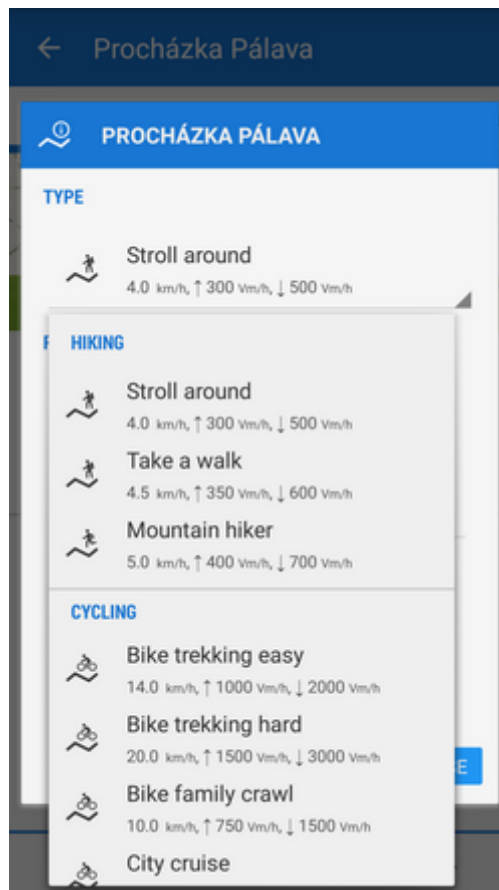 Procházka Pálava
PROCHÁZKA PÁLAVA
TYPE
Stroll around
4.0 km/h, ↑ 300 Vm/h, ↓ 500 Vm/h
HIKING
Stroll around
4.0 km/h, ↑ 300 Vm/h, ↓ 500 Vm/h
Take a walk
4.5 km/h, ↑ 350 Vm/h, ↓ 600 Vm/h
Mountain hiker
5.0 km/h, ↑ 400 Vm/h, ↓ 700 Vm/h
CYCLING
Bike trekking easy
14.0 km/h, ↑ 1000 Vm/h, ↓ 2000 Vm/h
Bike trekking hard
20.0 km/h, ↑ 1500 Vm/h, ↓ 3000 Vm/h
Bike family crawl
10.0 km/h, ↑ 750 Vm/h, ↓ 1500 Vm/h
City cruise